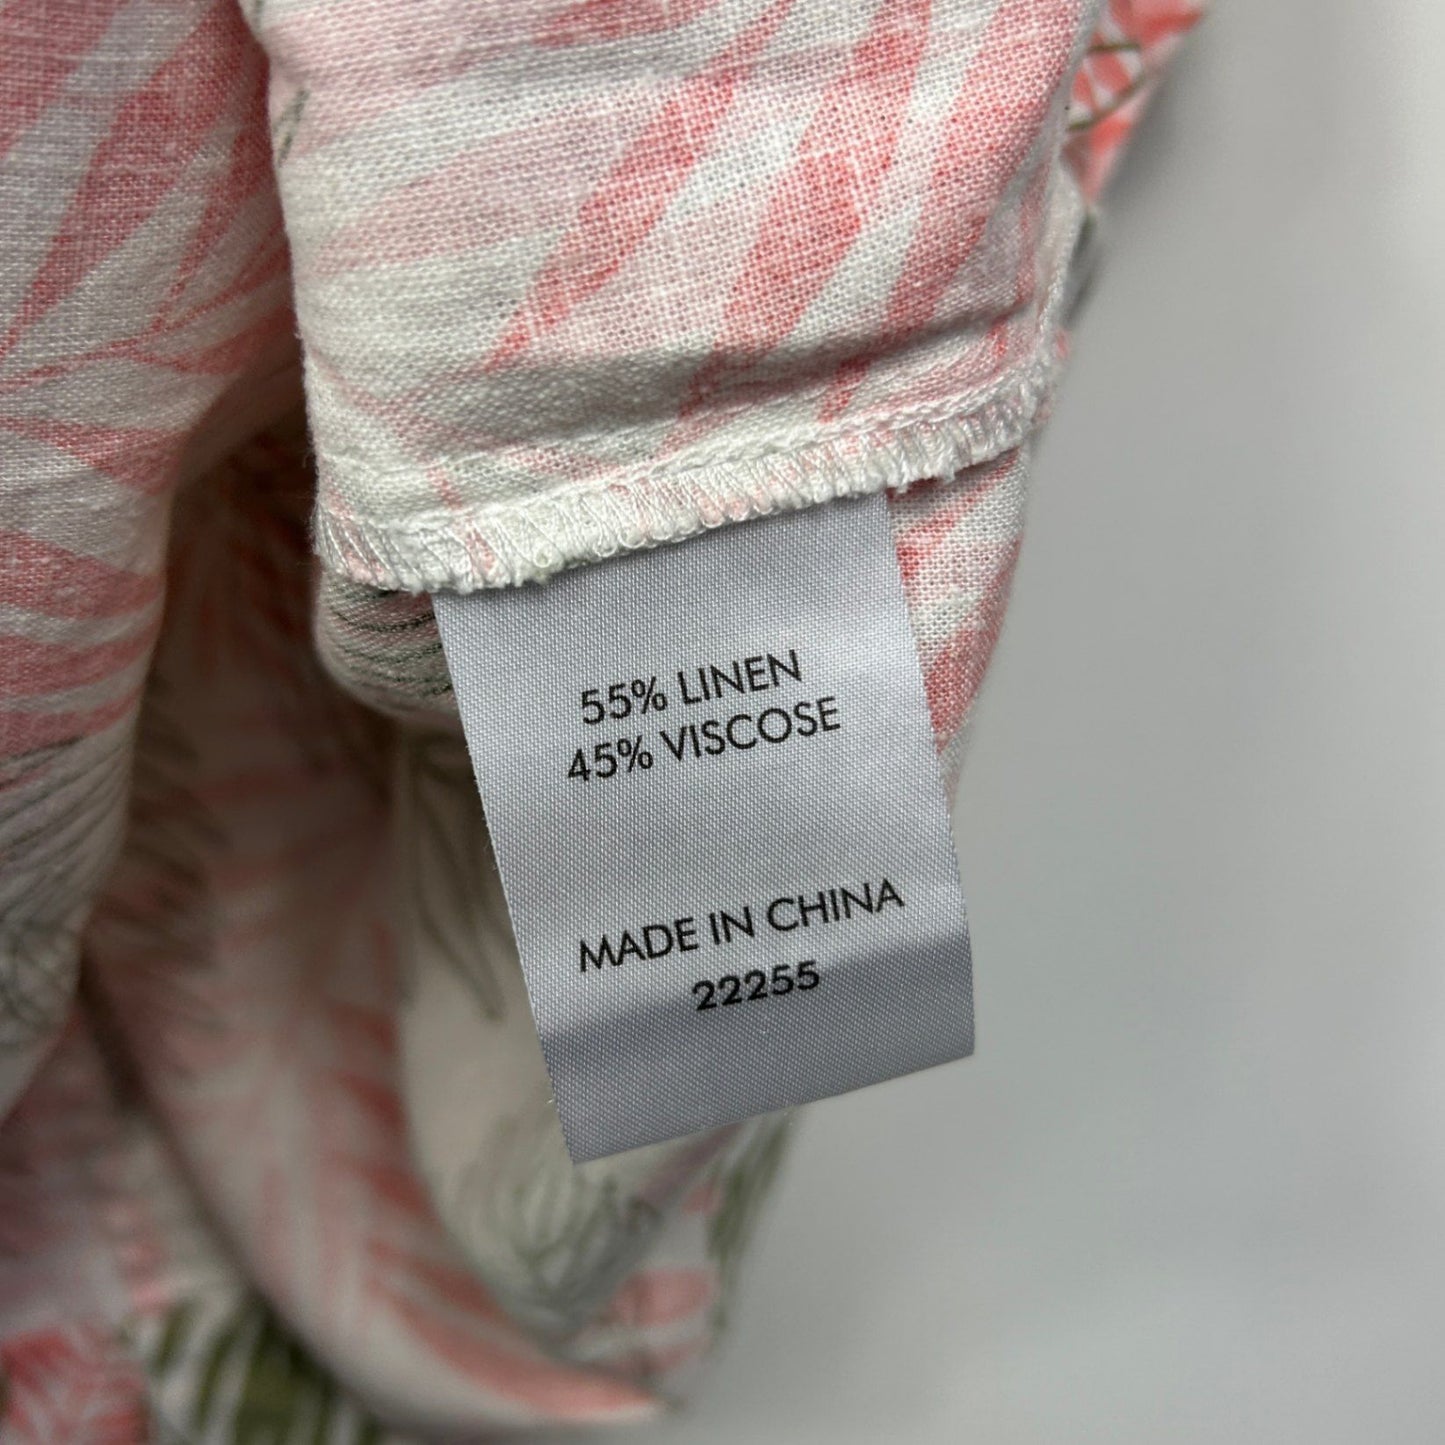 55% LINEN
45% VISCOSE
MADE IN CHINA
22255